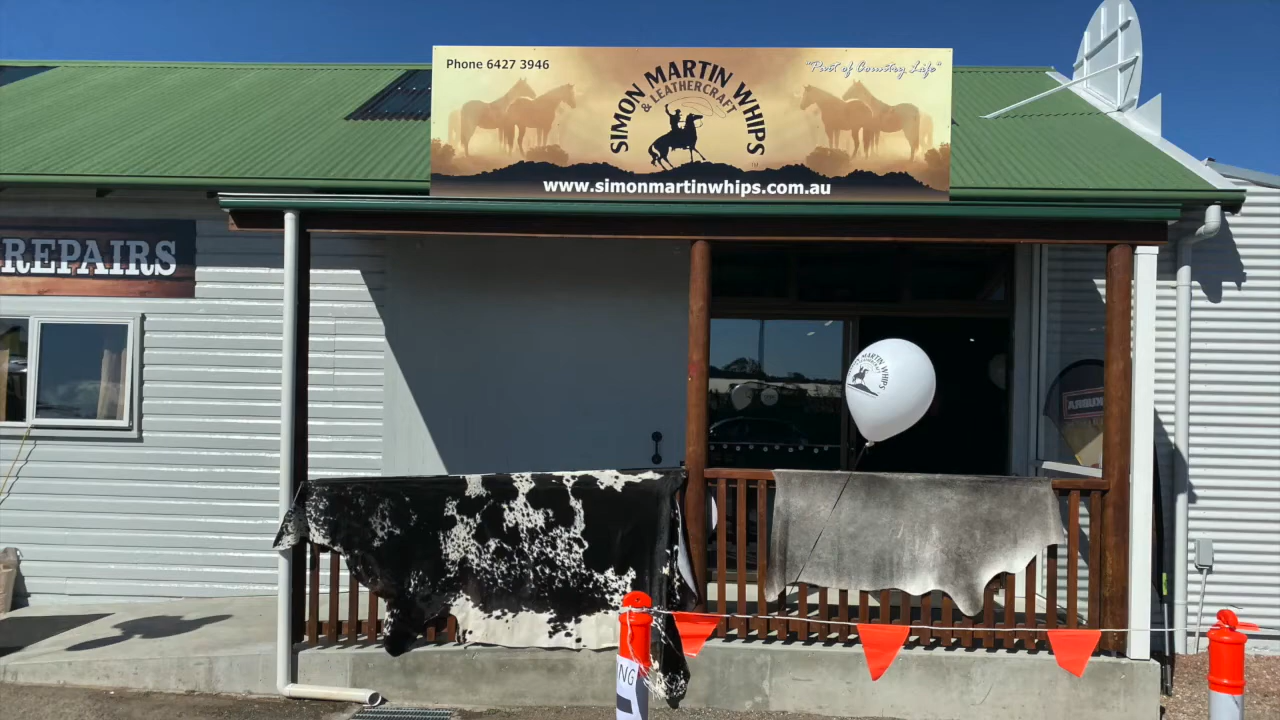 Phone 6427 3946
"Part of Country Life"
SIMON MARTIN WHIPS
& LEATHERCRAFT
TM
www.simonmartinwhips.com.au
REPAIRS
MARTIN WHIPS
NG